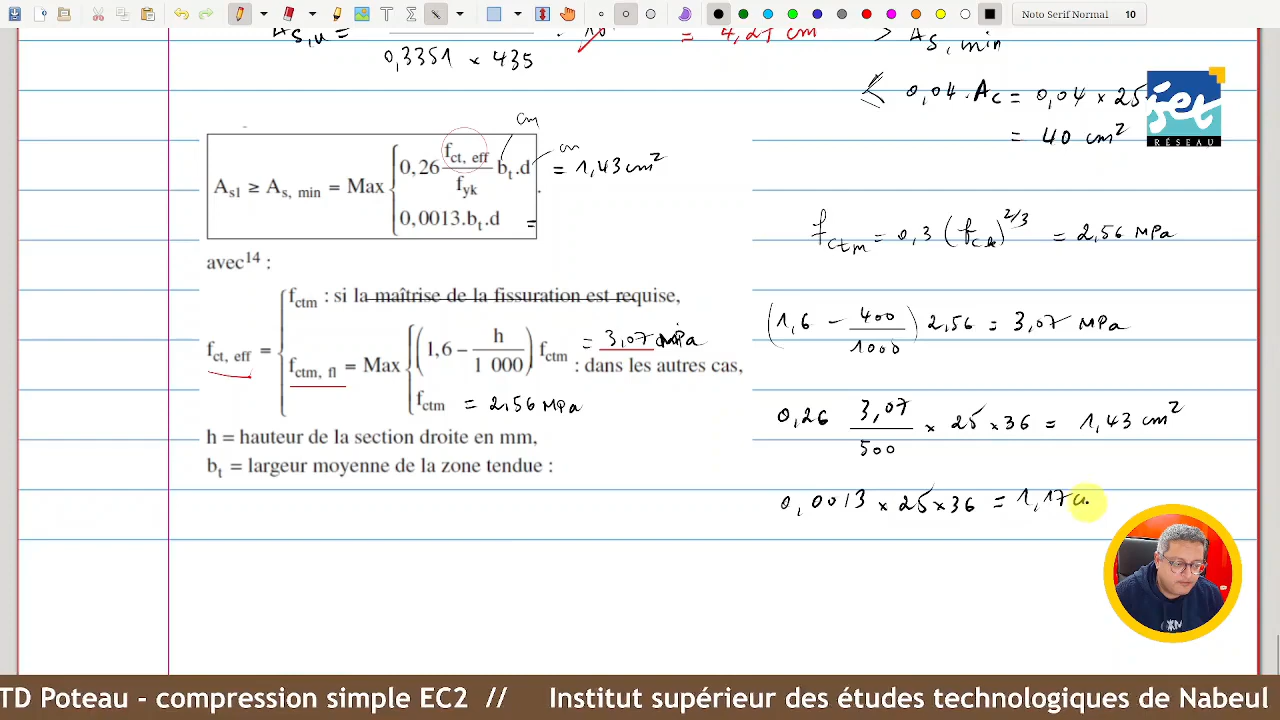 Noto Serif Normal 10
As,u =
0,3351 × 435
= 4,21 cm
> As, min
≤ 0,04 . Ac = 0,04 × 25
= 40 cm²
iset
RÉSEAU
cm
cm
As1 ≥ As, min = Max { 0,26 fct, eff / fyk bt.d = 1,43 cm²
0,0013.bt.d =
.
avec14 :
fctm = 0,3 (fck)^2/3 = 2,56 MPa
fct, eff = { fctm : si la maîtrise de la fissuration est requise,
fctm, fl = Max { (1,6 − h / 1 000) fctm = 3,07 MPa
: dans les autres cas,
fctm = 2,56 MPa
h = hauteur de la section droite en mm,
bt = largeur moyenne de la zone tendue :
(1,6 − 400 / 1000) 2,56 = 3,07 MPa
0,26 3,07 / 500 × 25 × 36 = 1,43 cm²
0,0013 × 25 × 36 = 1,17 c
TD Poteau - compression simple EC2 // Institut supérieur des études technologiques de Nabeul